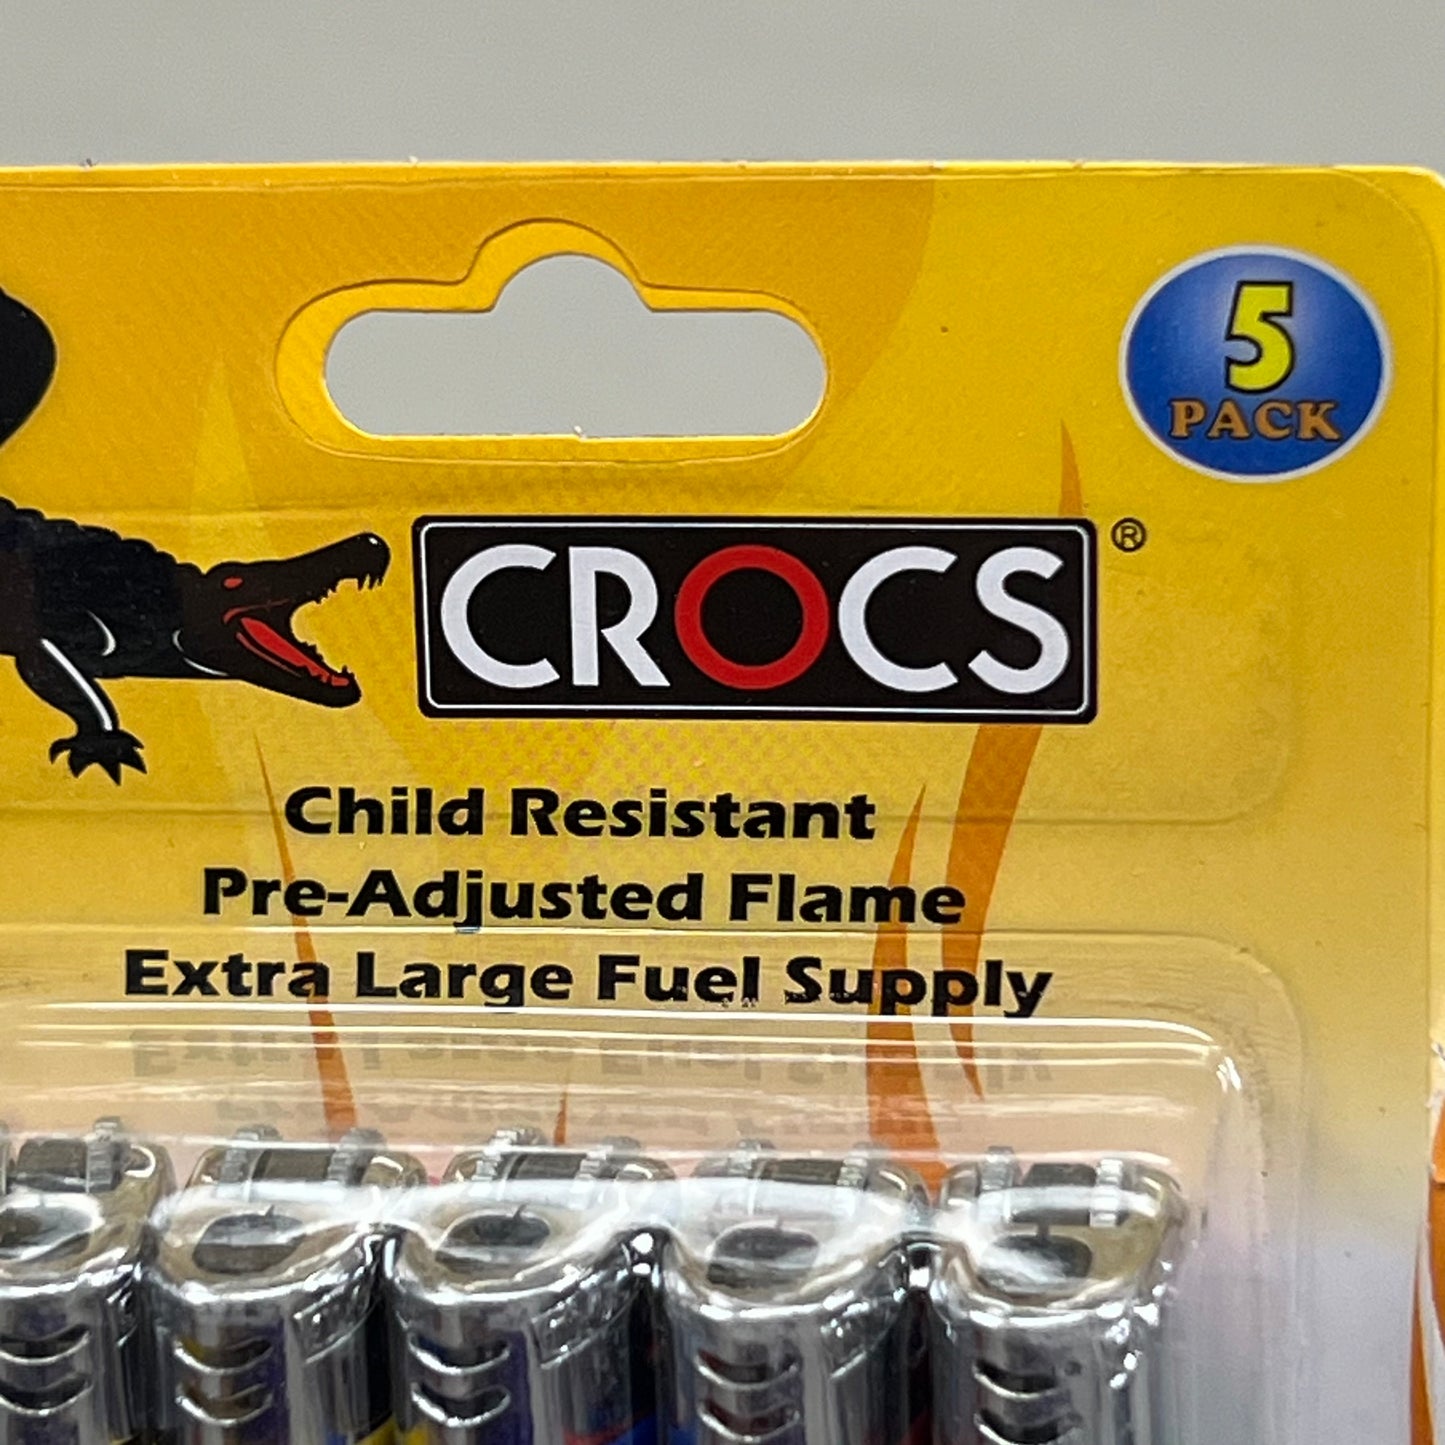 5
PACK
CROCS®
Child Resistant
Pre-Adjusted Flame
Extra Large Fuel Supply